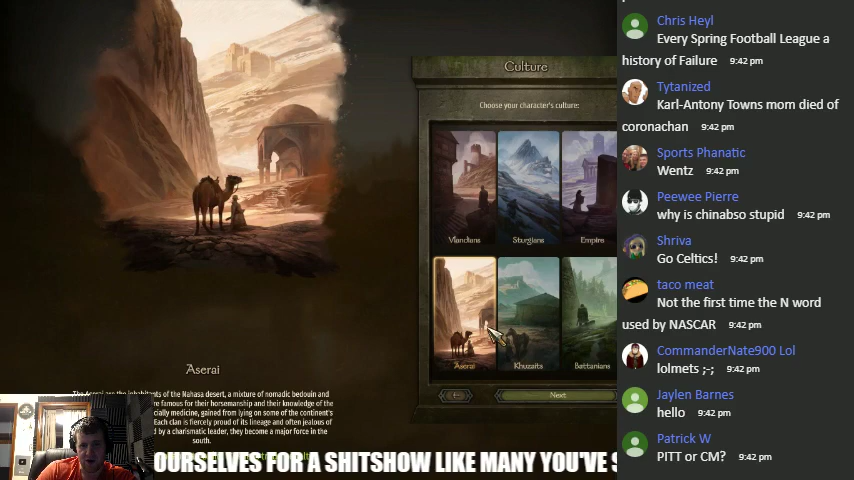 Culture
Choose your character's culture:
Vlandians
Sturgians
Empire
Aserai
Khuzaits
Battanians
Next
Aserai
The Aserai are the inhabitants of the Nahasa desert, a mixture of nomadic bedouin and
re famous for their horsemanship and their knowledge of the
cially medicine, gained from lying on some of the continent's
Each clan is fiercely proud of its lineage and often jealous of
d by a charismatic leader, they become a major force in the
south.
OURSELVES FOR A SHITSHOW LIKE MANY YOU'VE S
Chris Heyl
Every Spring Football League a
history of Failure 9:42 pm
Tytanized
Karl-Antony Towns mom died of
coronachan 9:42 pm
Sports Phanatic
Wentz 9:42 pm
Peewee Pierre
why is chinabso stupid 9:42 pm
Shriva
Go Celtics! 9:42 pm
taco meat
Not the first time the N word
used by NASCAR 9:42 pm
CommanderNate900 Lol
lolmets ;-; 9:42 pm
Jaylen Barnes
hello 9:42 pm
Patrick W
PITT or CM? 9:42 pm